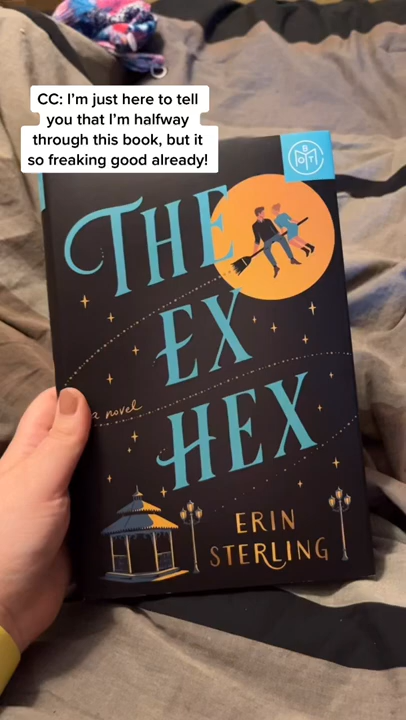 CC: I'm just here to tell
you that I'm halfway
through this book, but it
so freaking good already!
BOTM
THE
EX
a novel
HEX
ERIN
STERLING